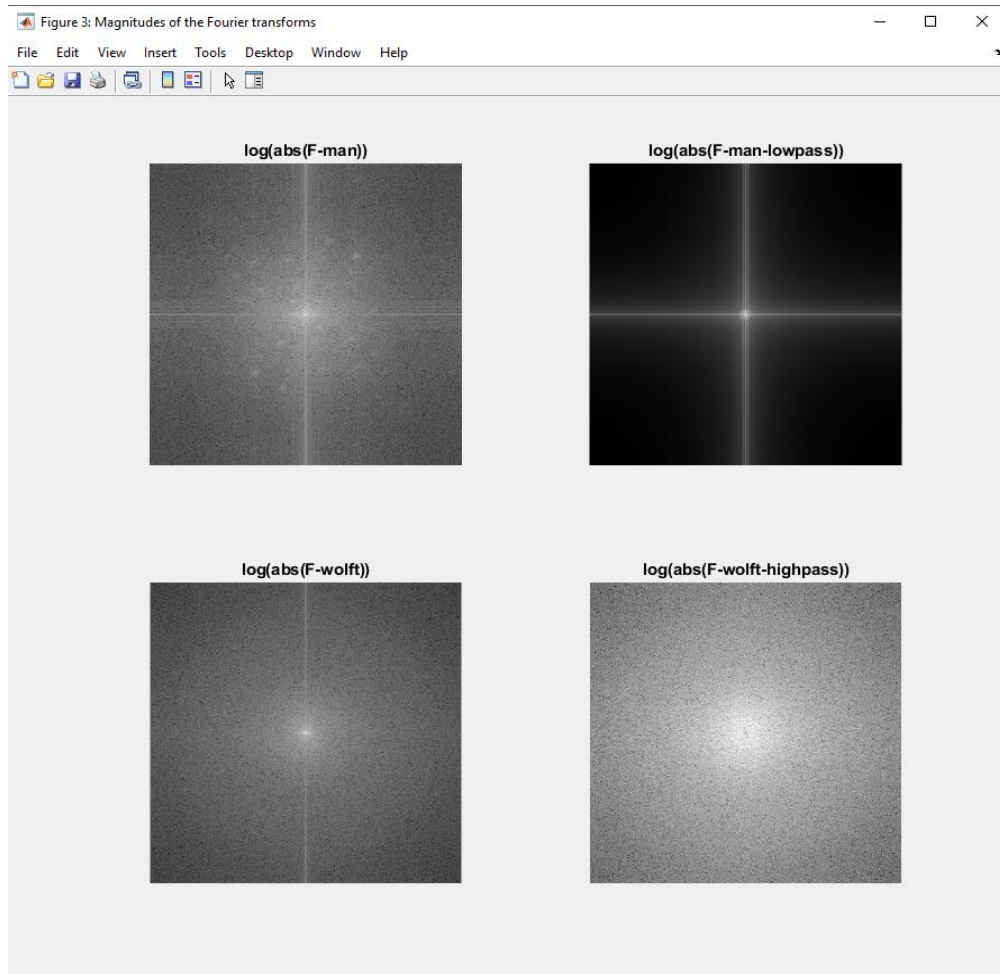 Figure 3: Magnitudes of the Fourier transforms
File Edit View Insert Tools Desktop Window Help
log(abs(F-man)) log(abs(F-man-lowpass))
log(abs(F-wolft)) log(abs(F-wolft-highpass))